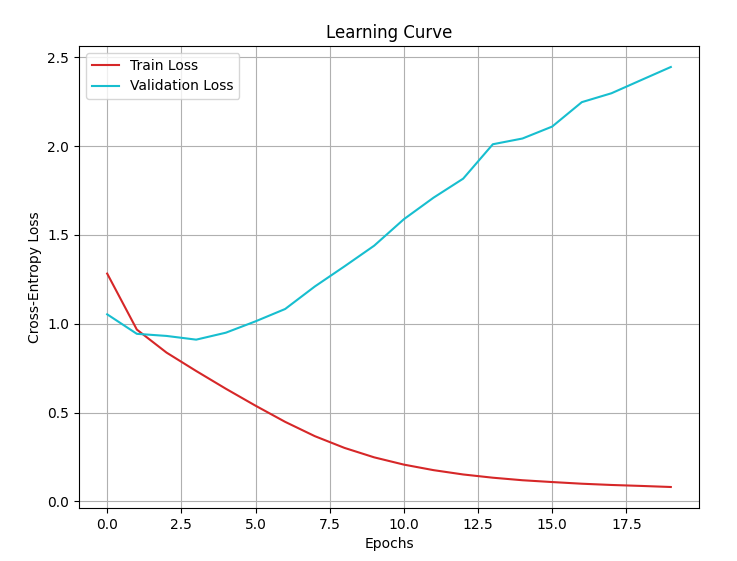 Learning Curve
Train Loss
Validation Loss
2.5
2.0
1.5
1.0
0.5
0.0
Cross-Entropy Loss
0.0 2.5 5.0 7.5 10.0 12.5 15.0 17.5
Epochs